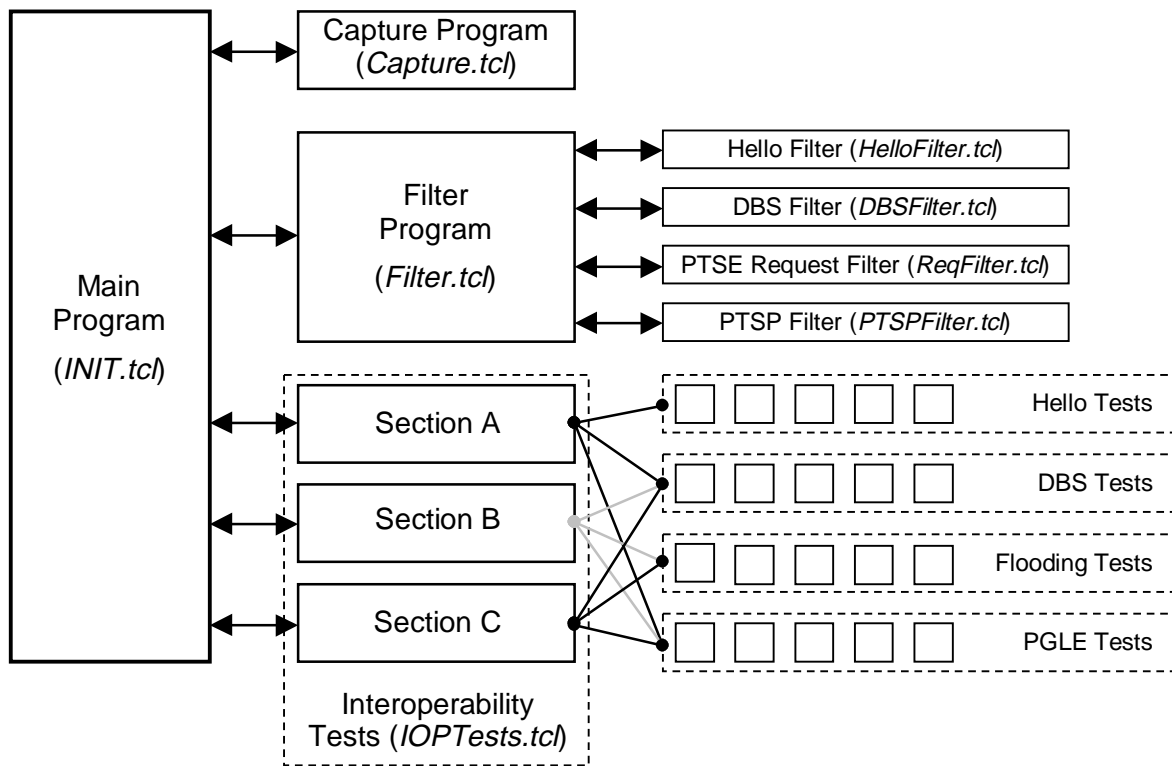 Main
Program
(INIT.tcl)
Capture Program
(Capture.tcl)
Filter
Program
(Filter.tcl)
Hello Filter (HelloFilter.tcl)
DBS Filter (DBSFilter.tcl)
PTSE Request Filter (ReqFilter.tcl)
PTSP Filter (PTSPFilter.tcl)
Section A
Section B
Section C
Interoperability
Tests (IOPTests.tcl)
Hello Tests
DBS Tests
Flooding Tests
PGLE Tests